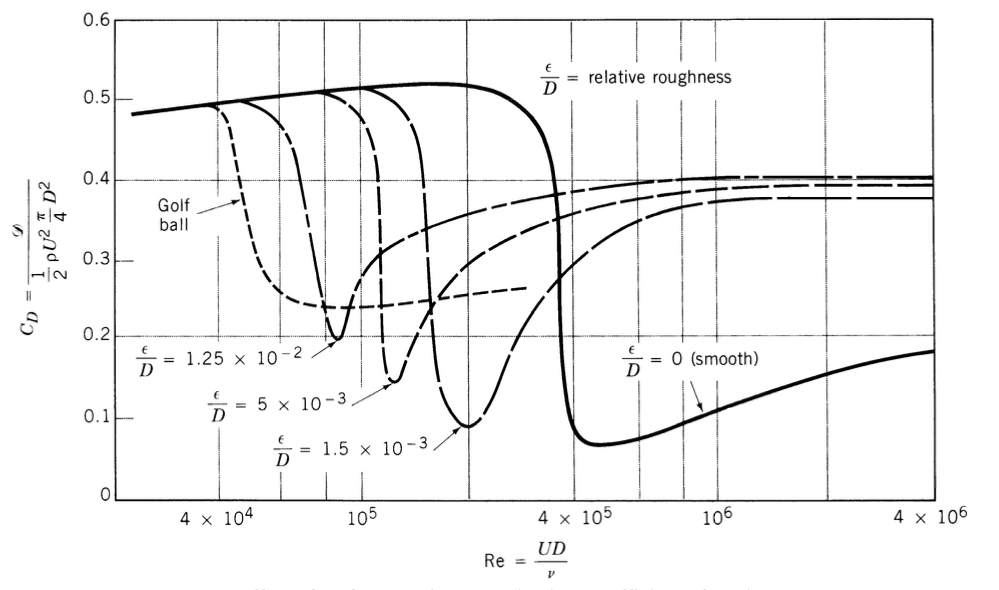 0.6
0.5
0.4
0.3
0.2
0.1
0
C_D = 𝒟 / (1/2 ρU² π/4 D²)
ϵ/D = relative roughness
Golf
ball
ϵ/D = 1.25 × 10⁻²
ϵ/D = 5 × 10⁻³
ϵ/D = 1.5 × 10⁻³
ϵ/D = 0 (smooth)
4 × 10⁴
10⁵
4 × 10⁵
10⁶
4 × 10⁶
Re = UD/ν